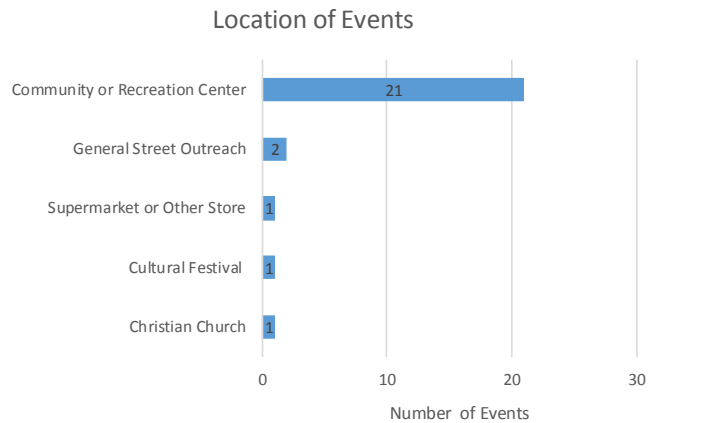 Location of Events
Community or Recreation Center
21
General Street Outreach
2
Supermarket or Other Store
1
Cultural Festival
1
Christian Church
1
0 10 20 30
Number of Events